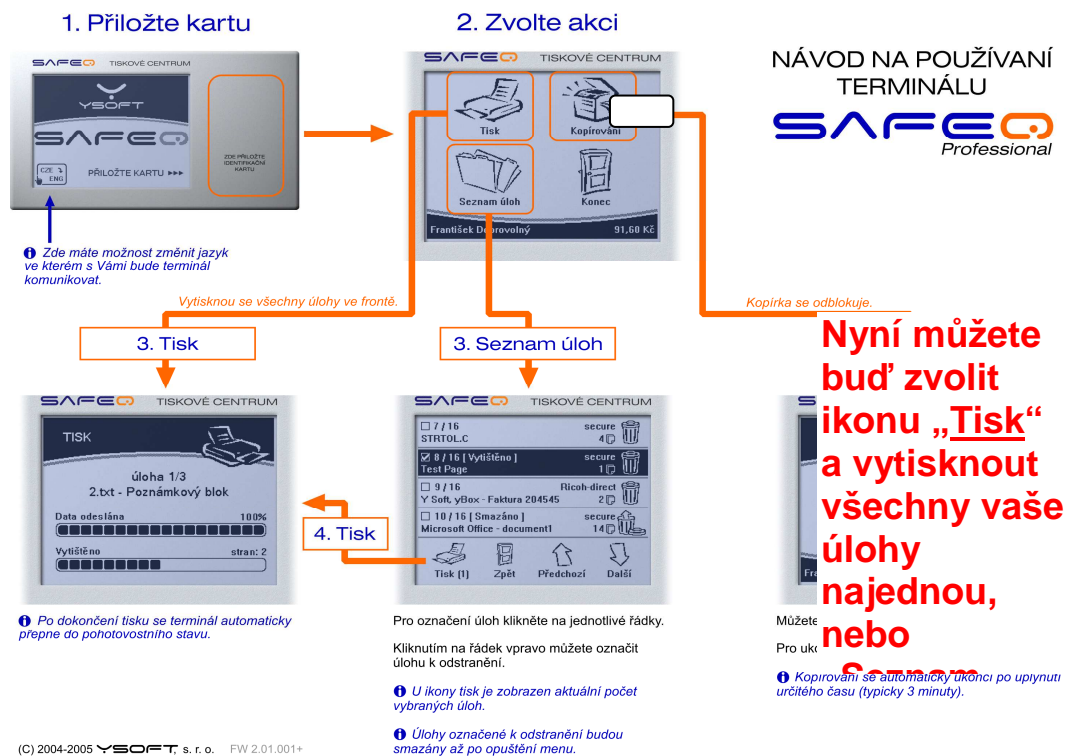 1. Přiložte kartu
2. Zvolte akci
NÁVOD NA POUŽÍVANÍ
TERMINÁLU
SAFEQ
Professional
SAFEQ TISKOVÉ CENTRUM
YSOFT
SAFEQ
CZE
ENG
PŘILOŽTE KARTU ►►►
ZDE PŘILOŽTE
IDENTIFIKAČNÍ
KARTU
SAFEQ TISKOVÉ CENTRUM
Tisk
Kopírování
Seznam úloh
Konec
František Dobrovolný 91,60 Kč
Zde máte možnost změnit jazyk
ve kterém s Vámi bude terminál
komunikovat.
Vytisknou se všechny úlohy ve frontě.
Kopírka se odblokuje.
3. Tisk
3. Seznam úloh
SAFEQ TISKOVÉ CENTRUM
TISK
úloha 1/3
2.txt - Poznámkový blok
Data odeslána 100%
Vytištěno stran: 2
4. Tisk
SAFEQ TISKOVÉ CENTRUM
7 / 16 secure
STRTOL.C 4
8 / 16 [ Vytištěno ] secure
Test Page 1
9 / 16 Ricoh-direct
Y Soft, yBox - Faktura 204545 2
10 / 16 [ Smazáno ] secure
Microsoft Office - document1 14
Tisk (1) Zpět Předchozí Další
Nyní můžete
buď zvolit
ikonu „Tisk“
a vytisknout
všechny vaše
úlohy
najednou,
nebo
Po dokončení tisku se terminál automaticky
přepne do pohotovostního stavu.
Pro označení úloh klikněte na jednotlivé řádky.
Kliknutím na řádek vpravo můžete označit
úlohu k odstranění.
U ikony tisk je zobrazen aktuální počet
vybraných úloh.
Úlohy označené k odstranění budou
smazány až po opuštění menu.
Můžete
Pro
Kopírování se automaticky ukončí po uplynutí
určitého času (typicky 3 minuty).
(C) 2004-2005 YSOFT, s. r. o. FW 2.01.001+